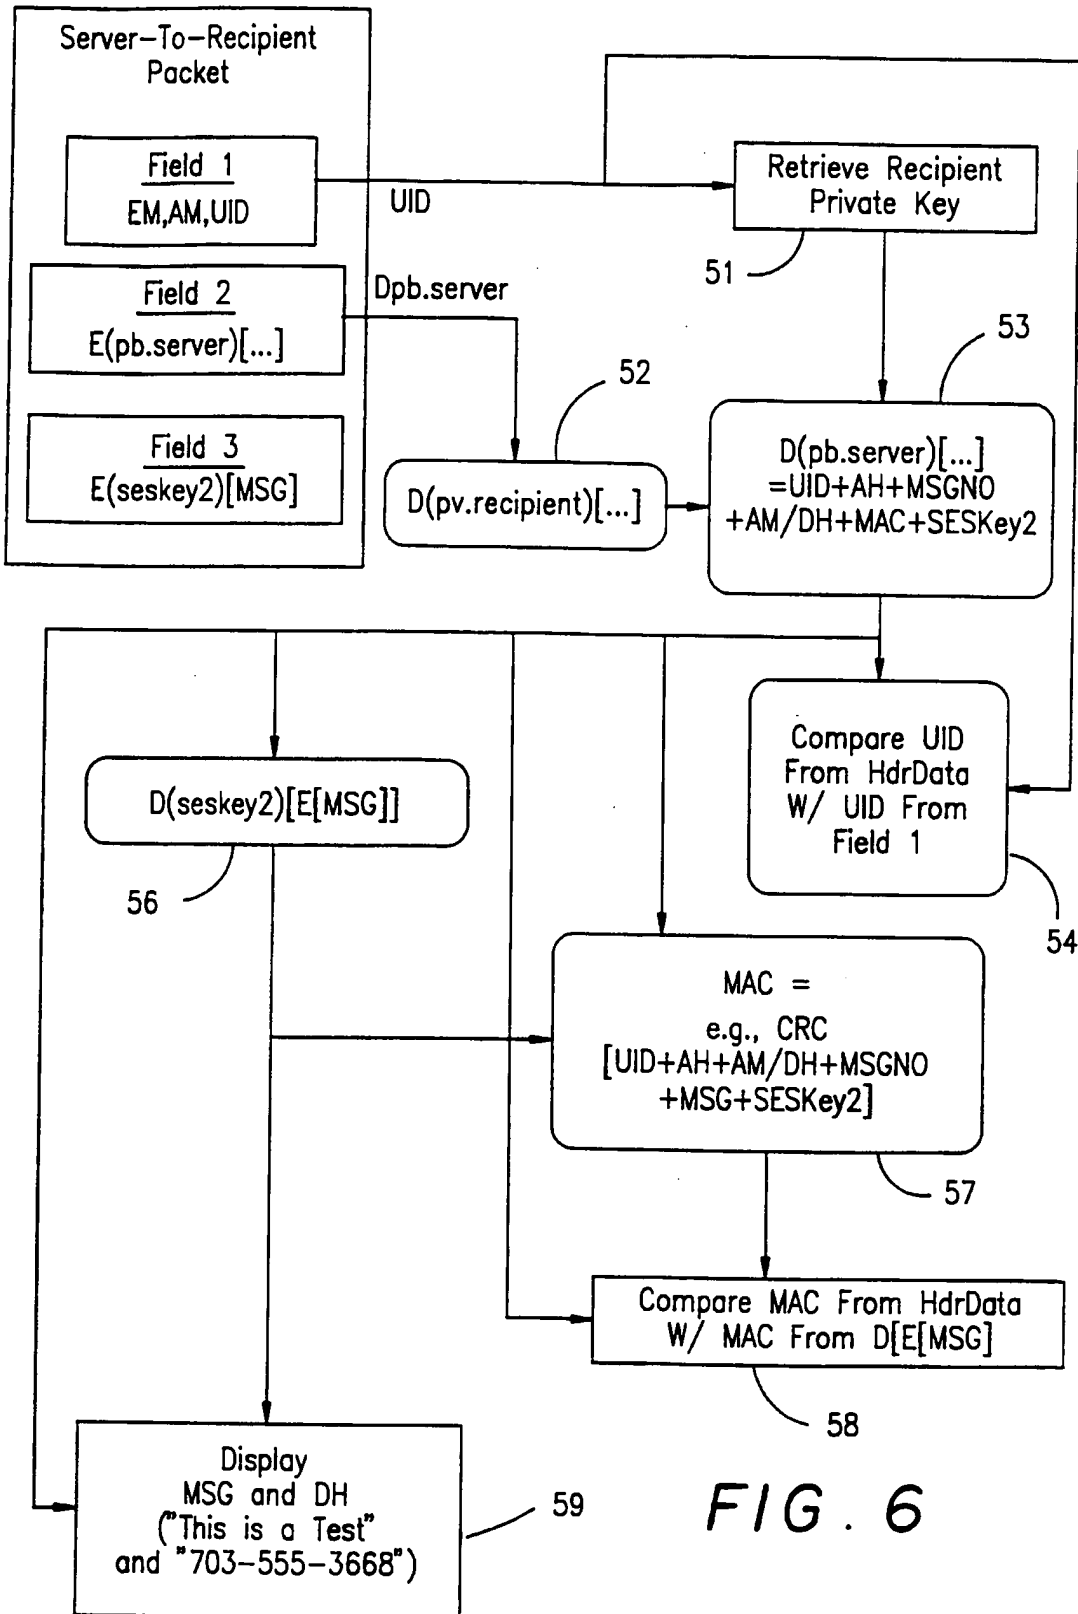 Server-To-Recipient
Packet
Field 1
EM,AM,UID
UID
Retrieve Recipient
Private Key
51
Field 2
E(pb.server)[...]
Dpb.server
53
52
Field 3
E(seskey2)[MSG]
D(pv.recipient)[...]
D(pb.server)[...]
=UID+AH+MSGNO
+AM/DH+MAC+SESKey2
Compare UID
From HdrData
W/ UID From
Field 1
54
D(seskey2)[E[MSG]]
56
MAC =
e.g., CRC
[UID+AH+AM/DH+MSGNO
+MSG+SESKey2]
57
Compare MAC From HdrData
W/ MAC From D[E[MSG]
58
Display
MSG and DH
("This is a Test"
and "703-555-3668")
59
FIG. 6